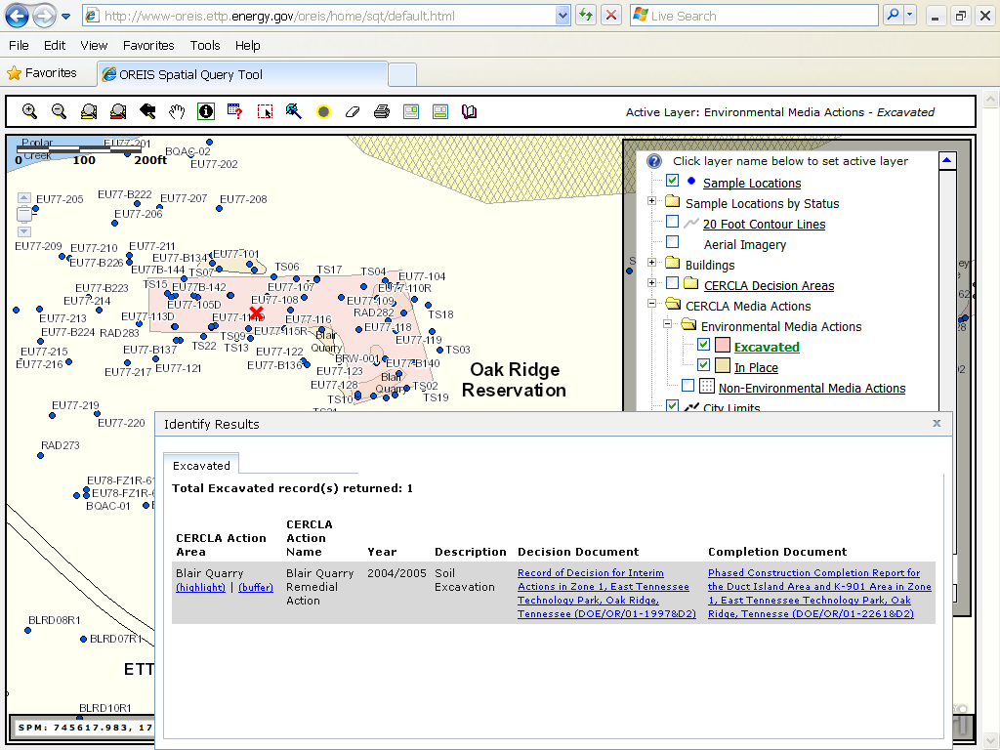 http://www-oreis.ettp.energy.gov/oreis/home/sqt/default.html
Live Search
File Edit View Favorites Tools Help
Favorites
OREIS Spatial Query Tool
Active Layer: Environmental Media Actions - Excavated
Poplar
Creek
0 100 200ft
EU77-201
BQAC-02
EU77-202
EU77-205
EU77-B222
EU77-207
EU77-208
EU77-206
EU77-209
EU77-210
EU77-211
EU77-B226
EU77-B134
EU77-101
EU77B-144
TS07
TS06
TS17
TS04
EU77-104
TS15
EU77B-142
EU77-107
EU77-110R
EU77-B223
EU77-214
EU77-105D
EU77-108
EU77-109
RAD282
TS18
EU77-213
EU77-113D
EU77-116
EU77-118
EU77-B224
RAD283
TS09
EU77-115R
Blair
Quarry
EU77-119
EU77-215
EU77-B137
TS22
TS13
EU77-122
TS03
EU77-216
EU77-217
EU77-121
EU77-B136
BRW-001
EU77-B140
EU77-123
Blair
Quarry
EU77-128
TS02
TS10
TS19
Oak Ridge
Reservation
EU77-219
EU77-220
RAD273
EU78-FZ1R-6
EU78-FZ1R-6
BQAC-01
BLRD08R1
BLRD07R1
ETT
BLRD10R1
SPM: 745617.983, 17
Click layer name below to set active layer
Sample Locations
Sample Locations by Status
20 Foot Contour Lines
Aerial Imagery
Buildings
CERCLA Decision Areas
CERCLA Media Actions
Environmental Media Actions
Excavated
In Place
Non-Environmental Media Actions
City Limits
Identify Results x
Excavated
Total Excavated record(s) returned: 1
CERCLA Action
Area
CERCLA
Action
Name
Year
Description
Decision Document
Completion Document
Blair Quarry
(highlight) | (buffer)
Blair Quarry
Remedial
Action
2004/2005
Soil
Excavation
Record of Decision for Interim
Actions in Zone 1, East Tennessee
Technology Park, Oak Ridge,
Tennessee (DOE/OR/01-1997&D2)
Phased Construction Completion Report for
the Duct Island Area and K-901 Area in Zone
1, East Tennessee Technology Park, Oak
Ridge, Tennesse (DOE/OR/01-2261&D2)